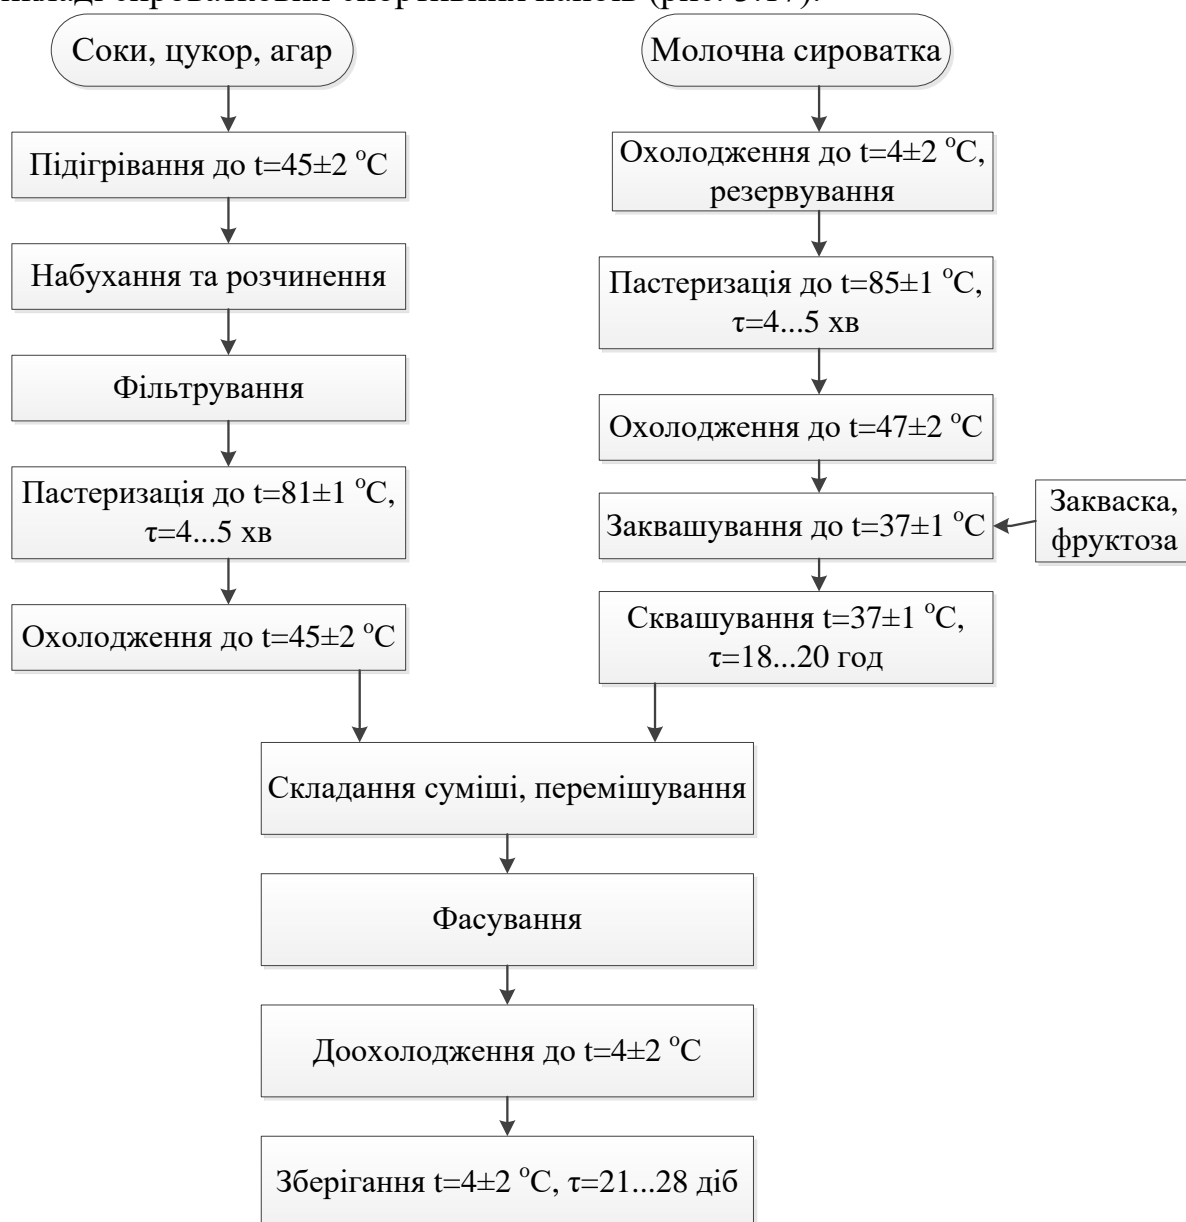 Соки, цукор, агар
Підігрівання до t=45±2 °С
Набухання та розчинення
Фільтрування
Пастеризація до t=81±1 °С,
τ=4...5 хв
Охолодження до t=45±2 °С
Молочна сироватка
Охолодження до t=4±2 °С,
резервування
Пастеризація до t=85±1 °С,
τ=4...5 хв
Охолодження до t=47±2 °С
Заквашування до t=37±1 °С
Закваска,
фруктоза
Сквашування t=37±1 °С,
τ=18...20 год
Складання суміші, перемішування
Фасування
Доохолодження до t=4±2 °С
Зберігання t=4±2 °С, τ=21...28 діб